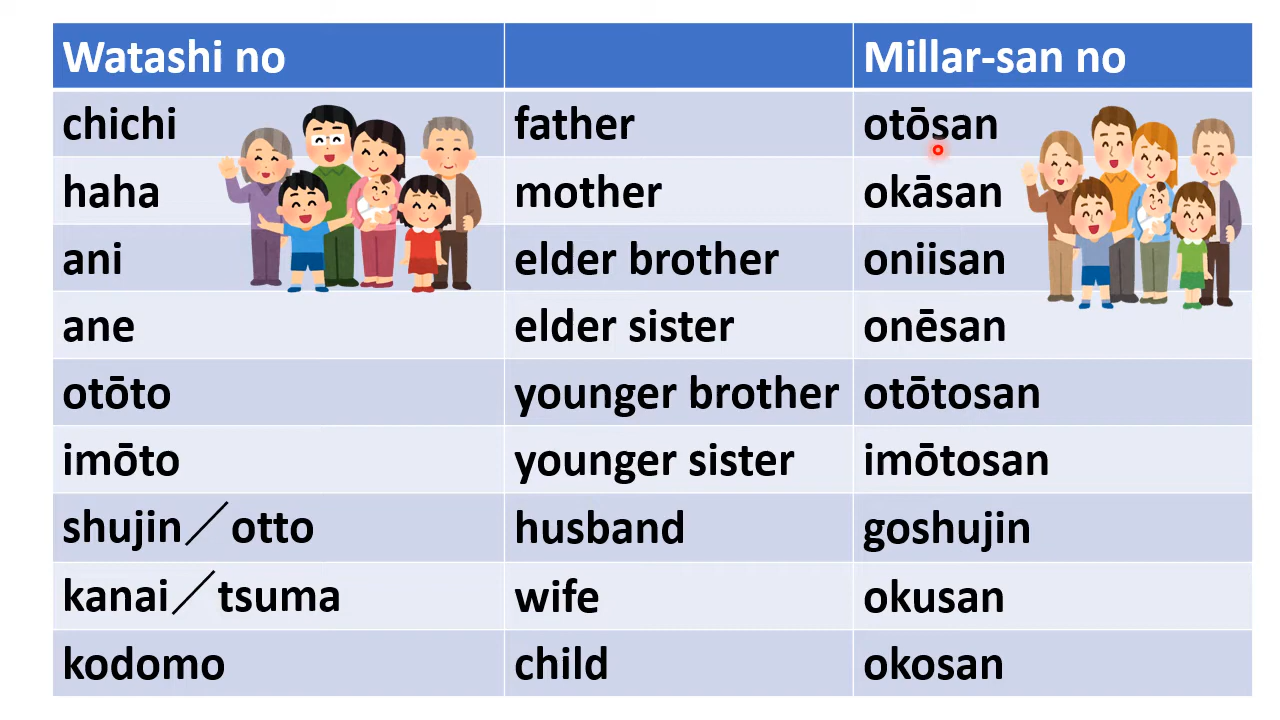 Watashi no Millar-san no
chichi father otōsan
haha mother okāsan
ani elder brother oniisan
ane elder sister onēsan
otōto younger brother otōtosan
imōto younger sister imōtosan
shujin／otto husband goshujin
kanai／tsuma wife okusan
kodomo child okosan